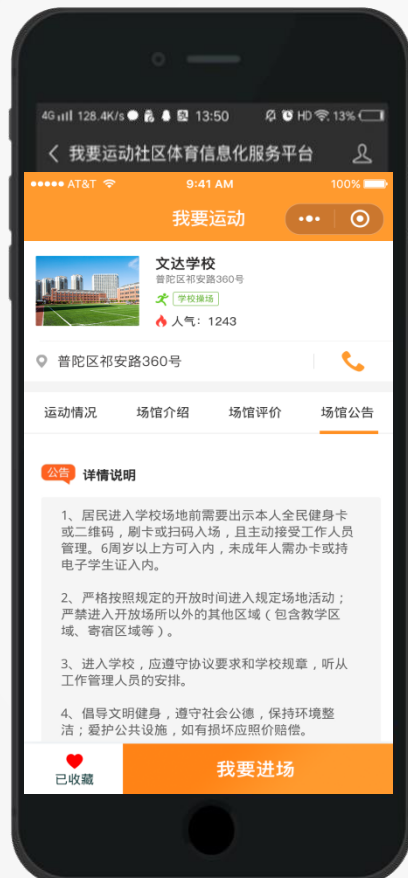 4G 128.4K/s 13:50 HD 13%
我要运动社区体育信息化服务平台
AT&T 9:41 AM 100%
我要运动
文达学校
普陀区祁安路360号
学校操场
人气：1243
普陀区祁安路360号
运动情况 场馆介绍 场馆评价 场馆公告
公告 详情说明
1、居民进入学校场地前需要出示本人全民健身卡
或二维码，刷卡或扫码入场，且主动接受工作人员
管理。6周岁以上方可入内，未成年人需办卡或持
电子学生证入内。
2、严格按照规定的开放时间进入规定场地活动；
严禁进入开放场所以外的其他区域（包含教学区
域、寄宿区域等）。
3、进入学校，应遵守协议要求和学校规章，听从
工作管理人员的安排。
4、倡导文明健身，遵守社会公德，保持环境整
洁；爱护公共设施，如有损坏应照价赔偿。
已收藏
我要进场